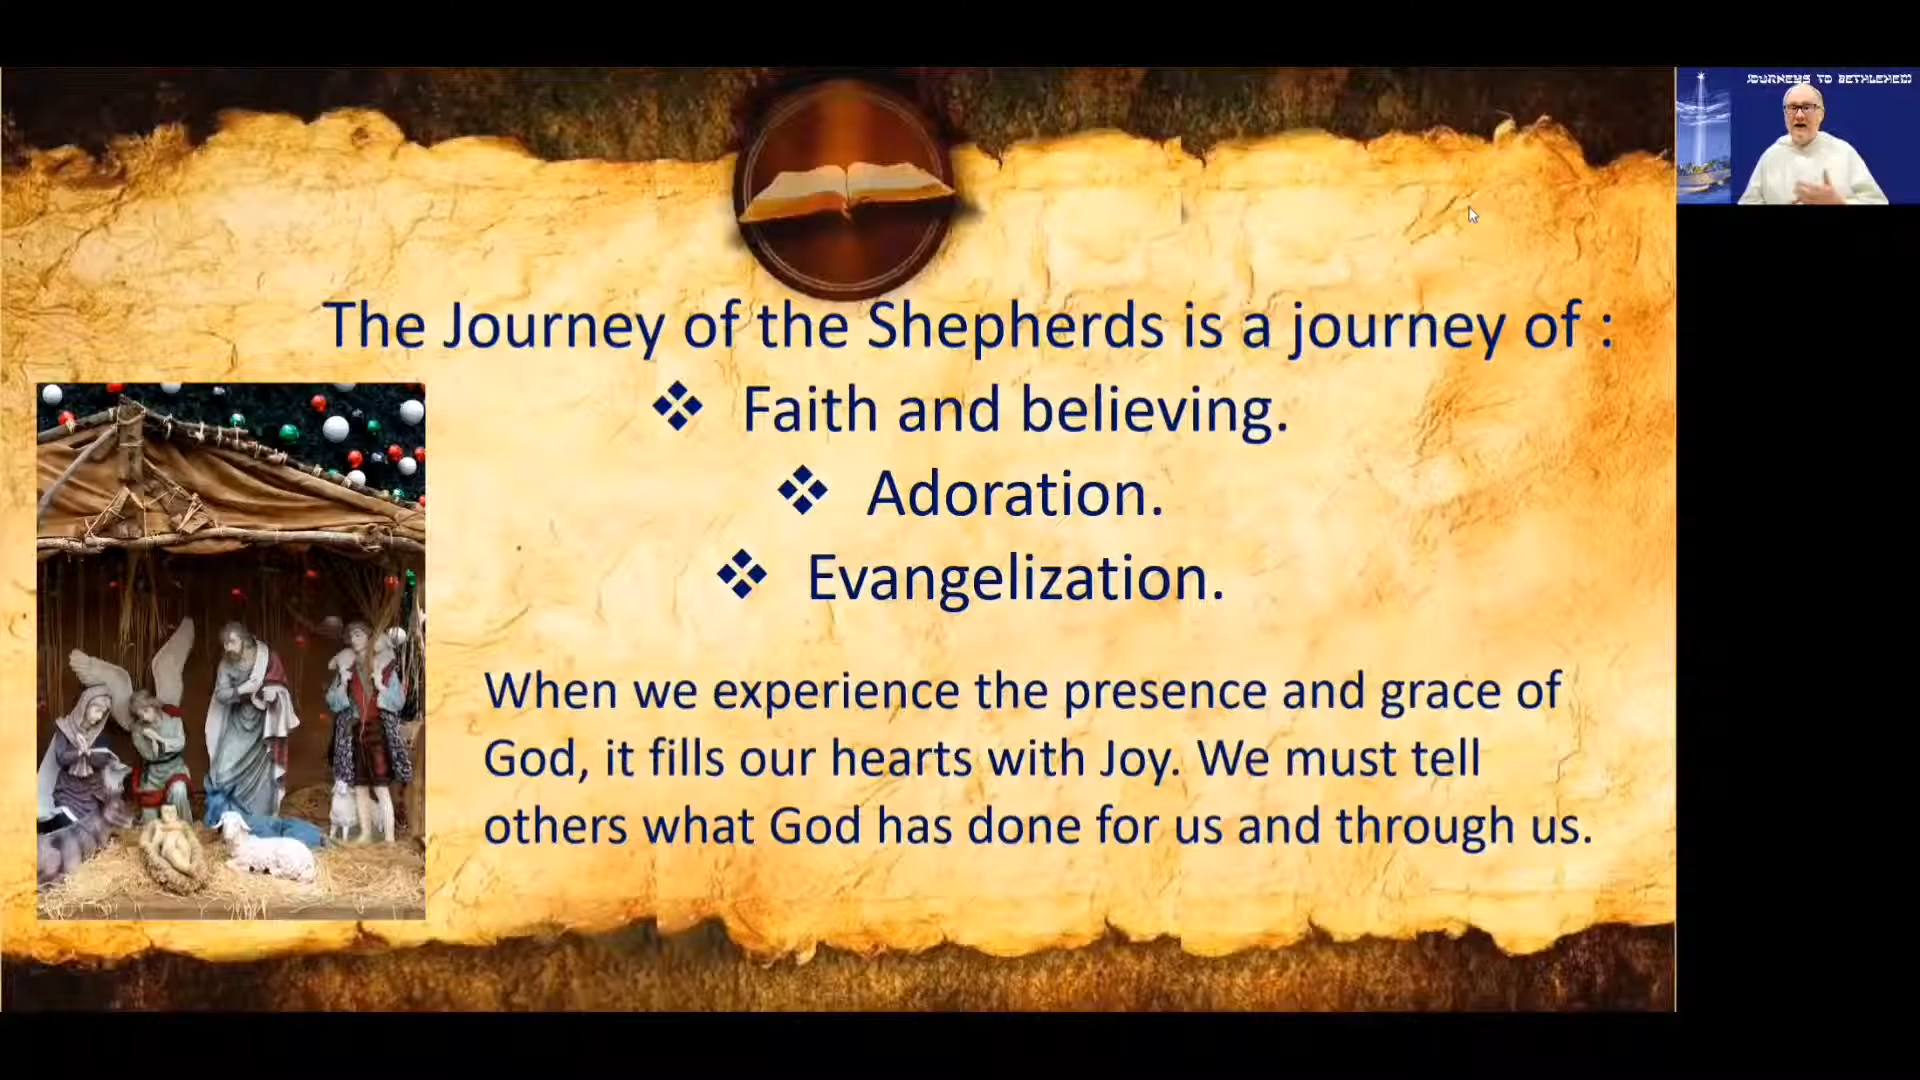 JOURNEYS TO BETHLEHEM
The Journey of the Shepherds is a journey of :
❖ Faith and believing.
❖ Adoration.
❖ Evangelization.
When we experience the presence and grace of
God, it fills our hearts with Joy. We must tell
others what God has done for us and through us.